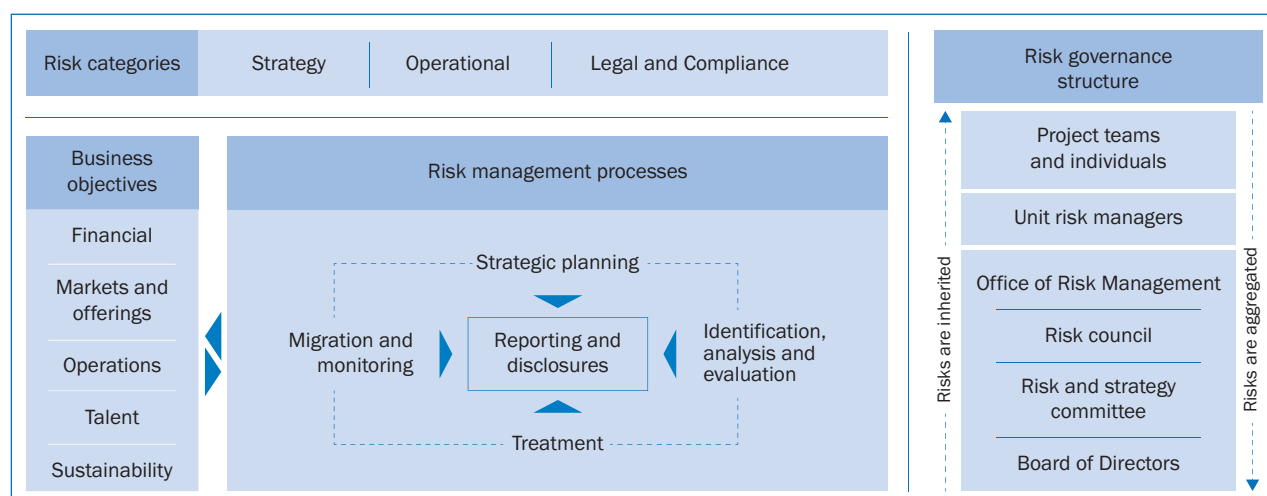 Risk categories
Strategy
Operational
Legal and Compliance
Business
objectives
Financial
Markets and
offerings
Operations
Talent
Sustainability
Risk management processes
Strategic planning
Migration and
monitoring
Reporting and
disclosures
Identification,
analysis and
evaluation
Treatment
Risk governance
structure
Risks are inherited
Project teams
and individuals
Unit risk managers
Office of Risk Management
Risk council
Risk and strategy
committee
Board of Directors
Risks are aggregated